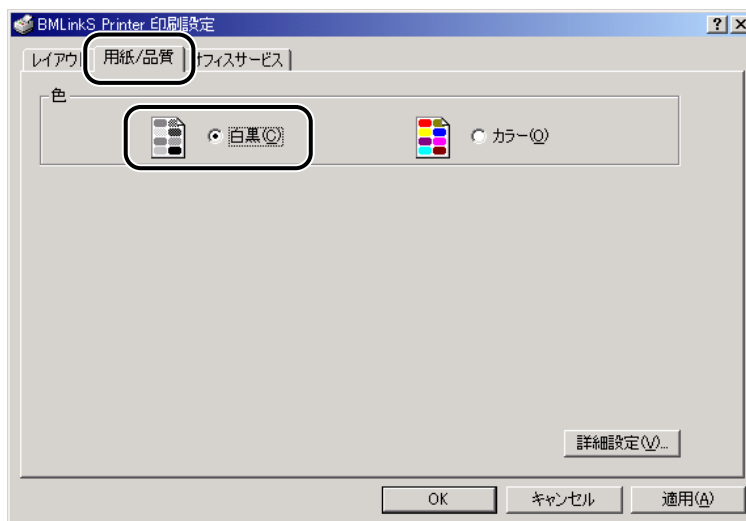 BMLinkS Printer 印刷設定
レイアウ 用紙/品質 オフィスサービス
色
白黒(C) カラー(O)
詳細設定(V)...
OK キャンセル 適用(A)